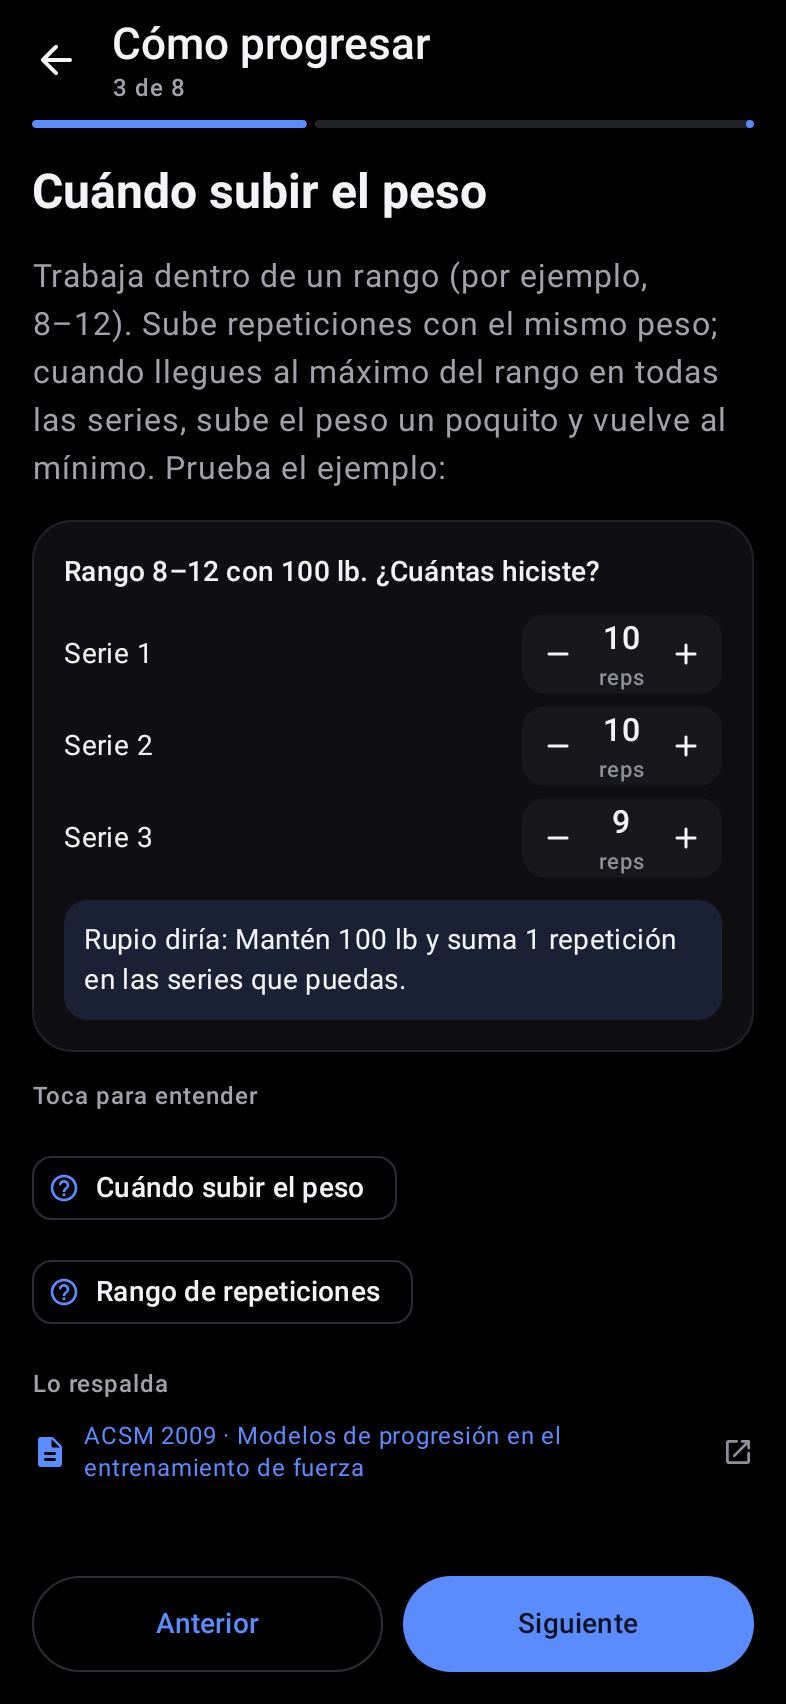 Cómo progresar
3 de 8
Cuándo subir el peso
Trabaja dentro de un rango (por ejemplo,
8–12). Sube repeticiones con el mismo peso;
cuando llegues al máximo del rango en todas
las series, sube el peso un poquito y vuelve al
mínimo. Prueba el ejemplo:
Rango 8–12 con 100 lb. ¿Cuántas hiciste?
Serie 1
− 10 +
reps
Serie 2
− 10 +
reps
Serie 3
− 9 +
reps
Rupio diría: Mantén 100 lb y suma 1 repetición
en las series que puedas.
Toca para entender
Cuándo subir el peso
Rango de repeticiones
Lo respalda
ACSM 2009 · Modelos de progresión en el
entrenamiento de fuerza
Anterior
Siguiente